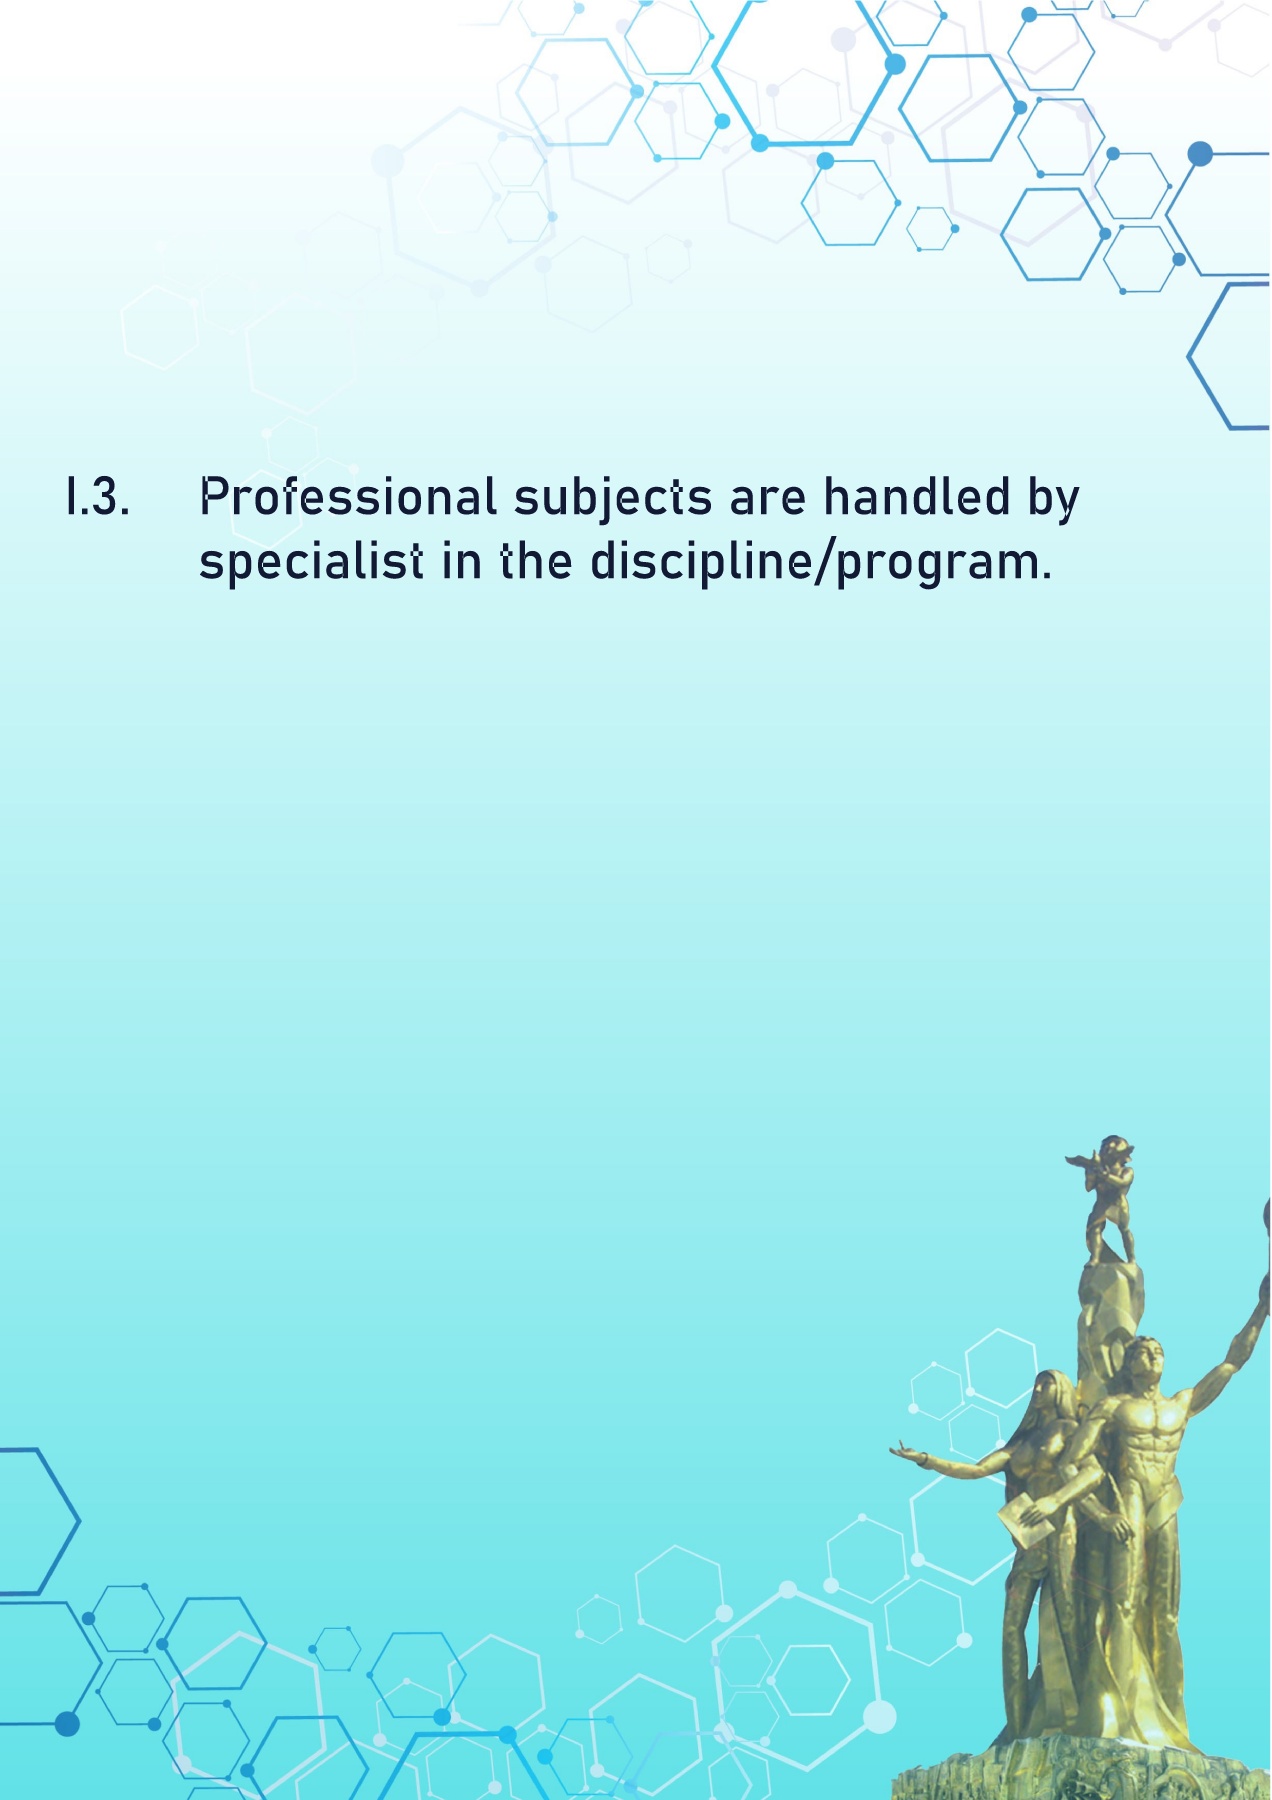 I.3. Professional subjects are handled by
specialist in the discipline/program.